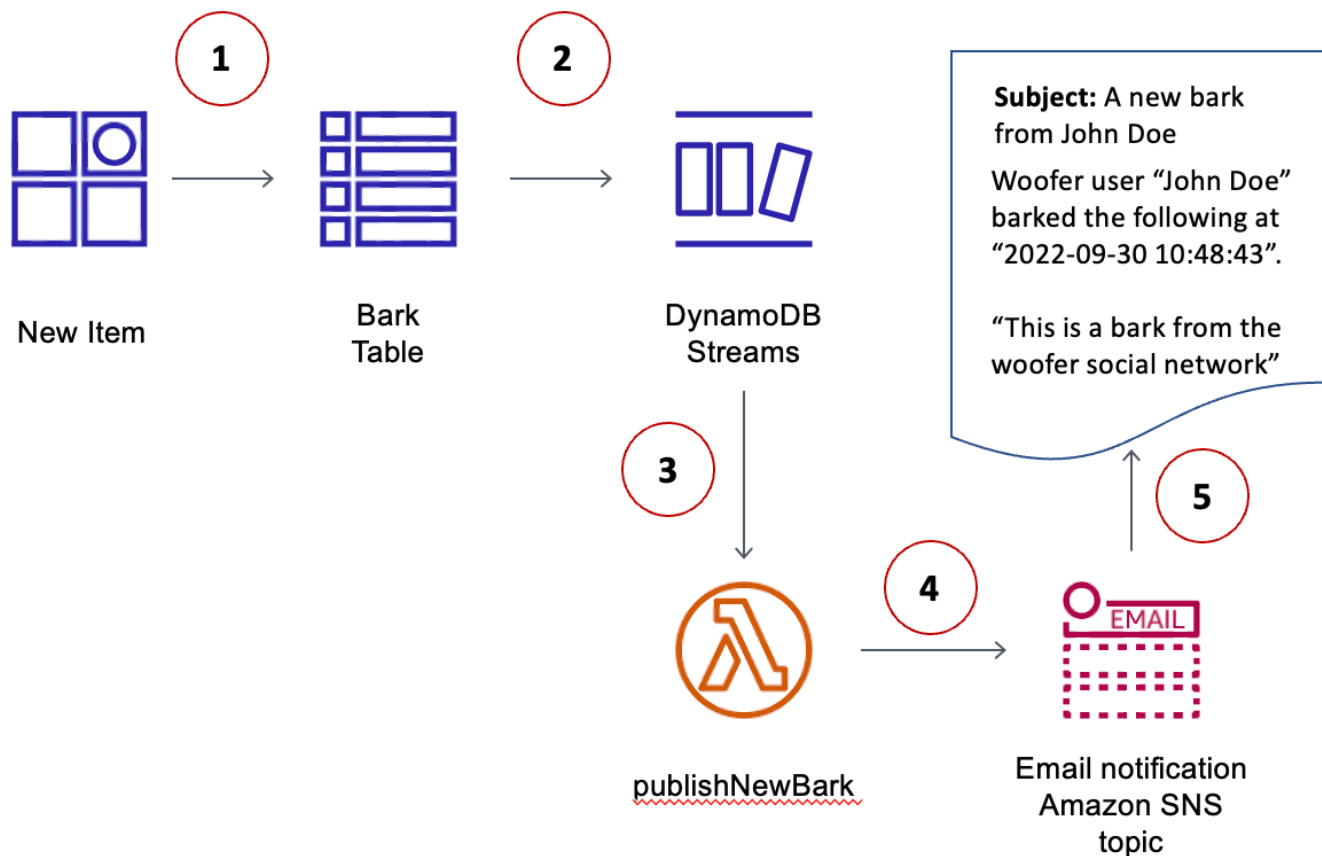 1
2
New Item
Bark
Table
DynamoDB
Streams
Subject: A new bark
from John Doe
Woofer user “John Doe”
barked the following at
“2022-09-30 10:48:43”.
“This is a bark from the
woofer social network”
3
4
5
publishNewBark
EMAIL
Email notification
Amazon SNS
topic